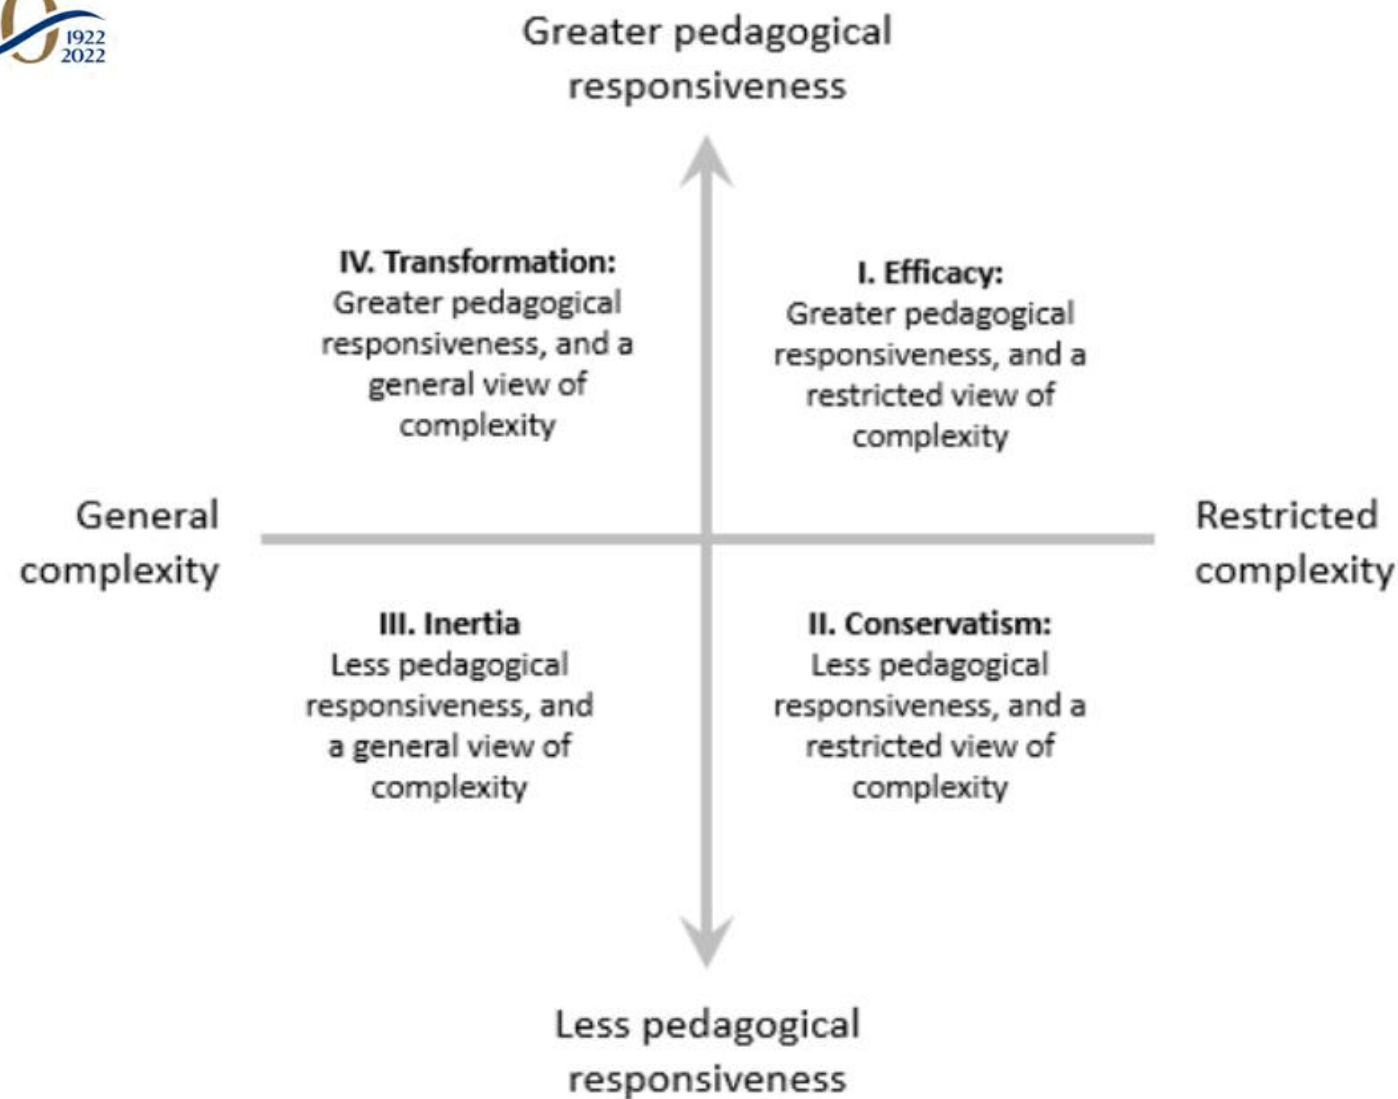 1922
2022
Greater pedagogical
responsiveness
IV. Transformation:
Greater pedagogical
responsiveness, and a
general view of
complexity
I. Efficacy:
Greater pedagogical
responsiveness, and a
restricted view of
complexity
General
complexity
Restricted
complexity
III. Inertia
Less pedagogical
responsiveness, and
a general view of
complexity
II. Conservatism:
Less pedagogical
responsiveness, and a
restricted view of
complexity
Less pedagogical
responsiveness